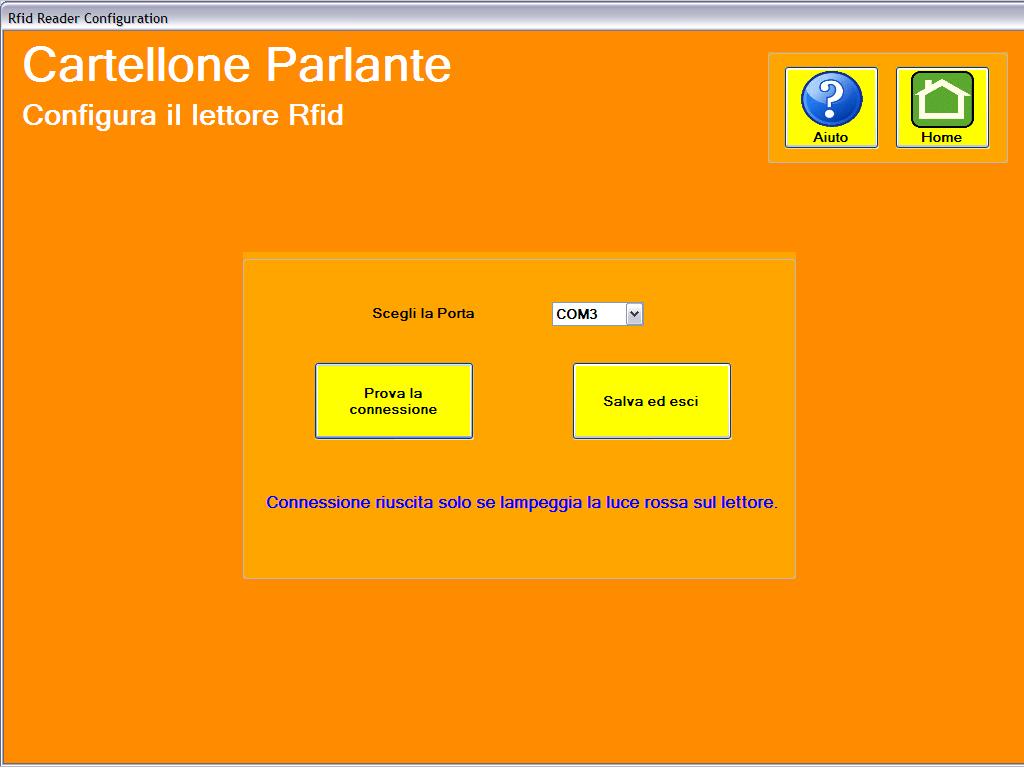 Rfid Reader Configuration
Cartellone Parlante
Configura il lettore Rfid
?
Aiuto
Home
Scegli la Porta
COM3
Prova la
connessione
Salva ed esci
Connessione riuscita solo se lampeggia la luce rossa sul lettore.